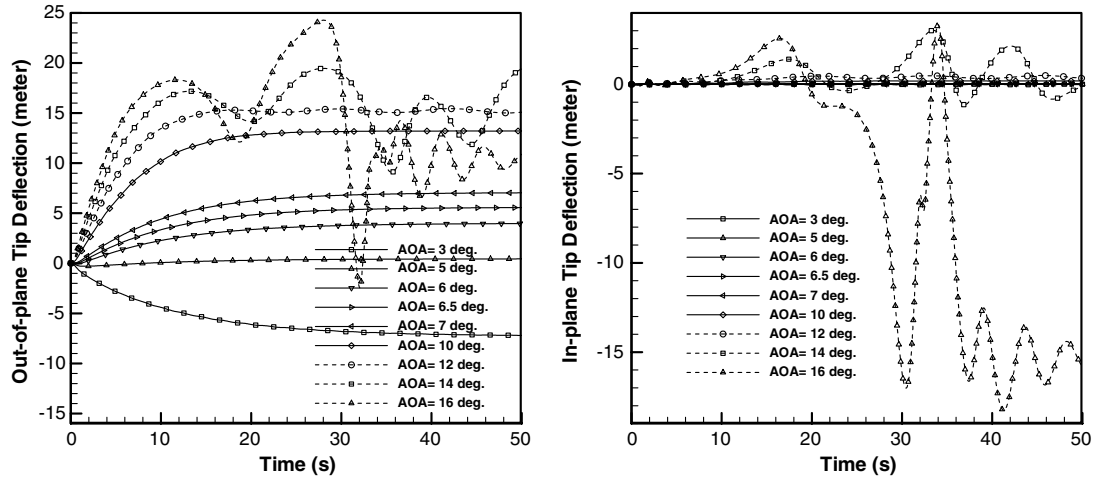 25
20
15
10
5
0
-5
-10
-15
0
10
20
30
40
50
Out-of-plane Tip Deflection (meter)
Time (s)
AOA= 3 deg.
AOA= 5 deg.
AOA= 6 deg.
AOA= 6.5 deg.
AOA= 7 deg.
AOA= 10 deg.
AOA= 12 deg.
AOA= 14 deg.
AOA= 16 deg.
0
-5
-10
-15
0
10
20
30
40
50
In-plane Tip Deflection (meter)
Time (s)
AOA= 3 deg.
AOA= 5 deg.
AOA= 6 deg.
AOA= 6.5 deg.
AOA= 7 deg.
AOA= 10 deg.
AOA= 12 deg.
AOA= 14 deg.
AOA= 16 deg.